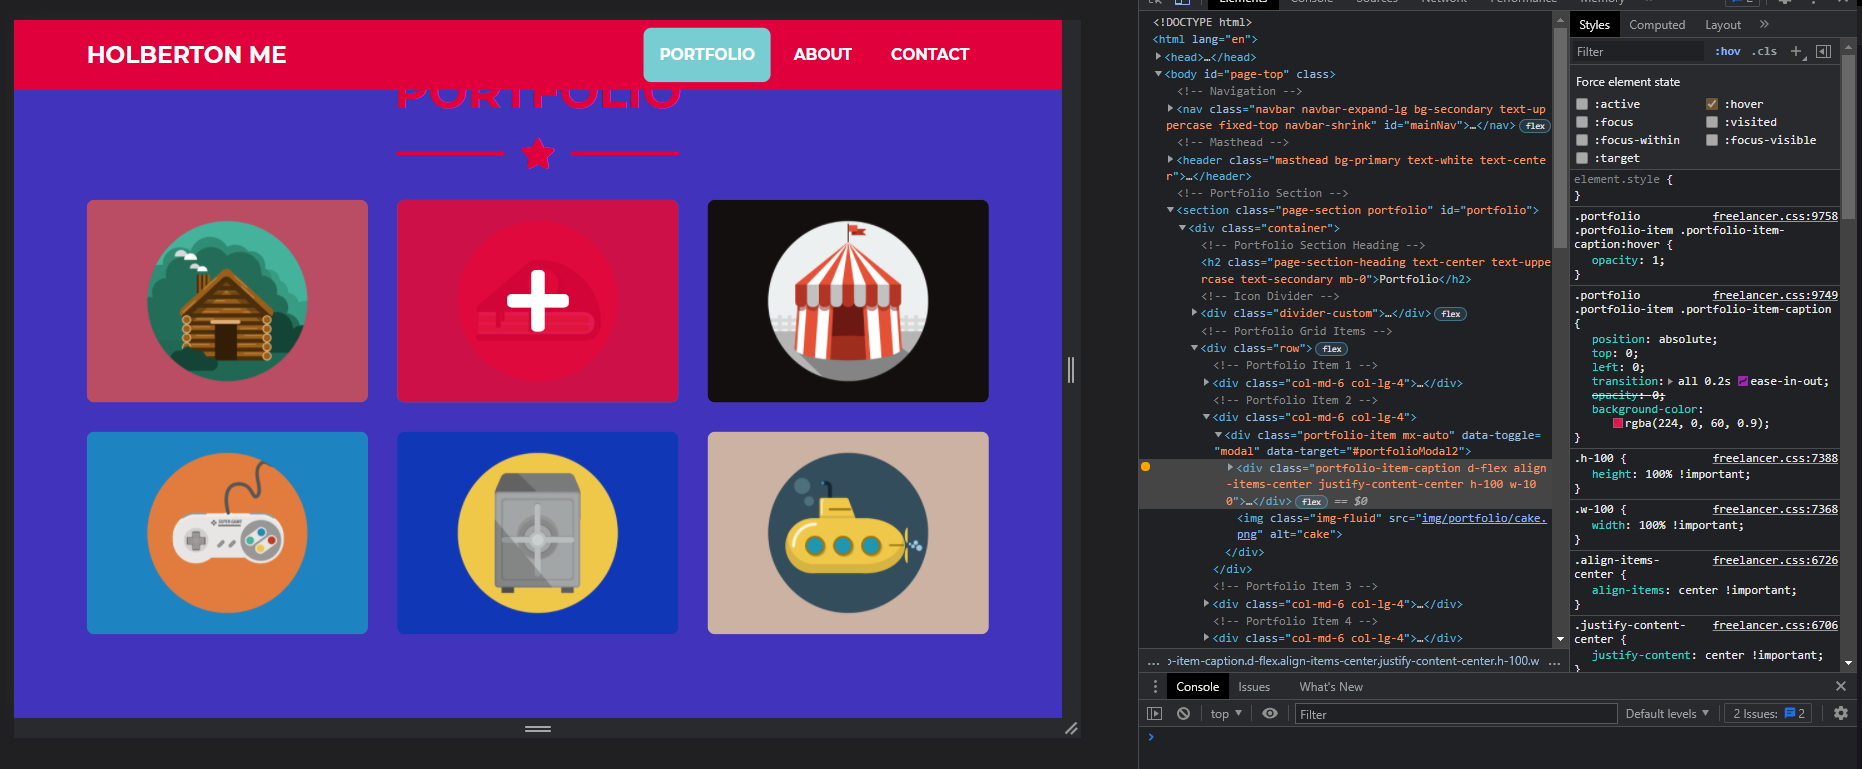 HOLBERTON ME
PORTFOLIO
ABOUT
CONTACT
PORTFOLIO
SUPER GAME
Elements Console Sources Network Performance Memory
<!DOCTYPE html>
<html lang="en">
<head>…</head>
<body id="page-top" class>
<!-- Navigation -->
<nav class="navbar navbar-expand-lg bg-secondary text-up
percase fixed-top navbar-shrink" id="mainNav">…</nav> flex
<!-- Masthead -->
<header class="masthead bg-primary text-white text-cente
r">…</header>
<!-- Portfolio Section -->
<section class="page-section portfolio" id="portfolio">
<div class="container">
<!-- Portfolio Section Heading -->
<h2 class="page-section-heading text-center text-uppe
rcase text-secondary mb-0">Portfolio</h2>
<!-- Icon Divider -->
<div class="divider-custom">…</div> flex
<!-- Portfolio Grid Items -->
<div class="row"> flex
<!-- Portfolio Item 1 -->
<div class="col-md-6 col-lg-4">…</div>
<!-- Portfolio Item 2 -->
<div class="col-md-6 col-lg-4">
<div class="portfolio-item mx-auto" data-toggle=
"modal" data-target="#portfolioModal2">
<div class="portfolio-item-caption d-flex align
-items-center justify-content-center h-100 w-10
0">…</div> flex == $0
<img class="img-fluid" src="img/portfolio/cake.
png" alt="cake">
</div>
</div>
<!-- Portfolio Item 3 -->
<div class="col-md-6 col-lg-4">…</div>
<!-- Portfolio Item 4 -->
<div class="col-md-6 col-lg-4">…</div>
… o-item-caption.d-flex.align-items-center.justify-content-center.h-100.w …
Styles Computed Layout
Filter :hov .cls
Force element state
:active :hover
:focus :visited
:focus-within :focus-visible
:target
element.style {
}
.portfolio freelancer.css:9758
.portfolio-item .portfolio-item-
caption:hover {
opacity: 1;
}
.portfolio freelancer.css:9749
.portfolio-item .portfolio-item-caption
{
position: absolute;
top: 0;
left: 0;
transition: all 0.2s ease-in-out;
opacity: 0;
background-color:
rgba(224, 0, 60, 0.9);
}
.h-100 { freelancer.css:7388
height: 100% !important;
}
.w-100 { freelancer.css:7368
width: 100% !important;
}
.align-items- freelancer.css:6726
center {
align-items: center !important;
}
.justify-content- freelancer.css:6706
center {
justify-content: center !important;
}
Console Issues What's New
top Filter Default levels 2 Issues: 2